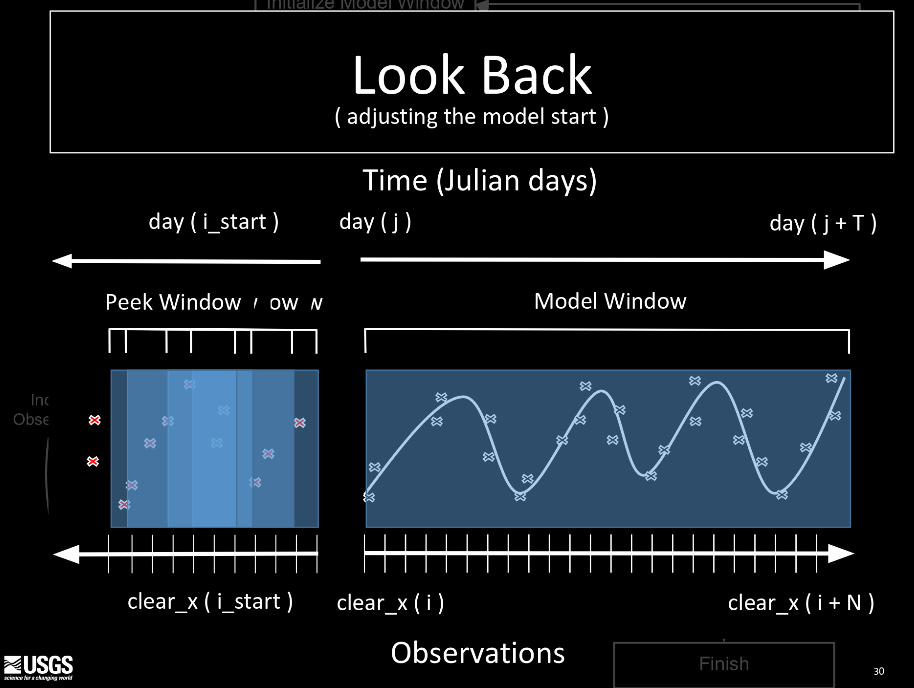 Initialize Model Window
Look Back
( adjusting the model start )
Time (Julian days)
day ( i_start )
day ( j )
day ( j + T )
Peek Window
ow
w
Model Window
Inc
Obse
clear_x ( i_start )
clear_x ( i )
clear_x ( i + N )
Observations
USGS
science for a changing world
Finish
30